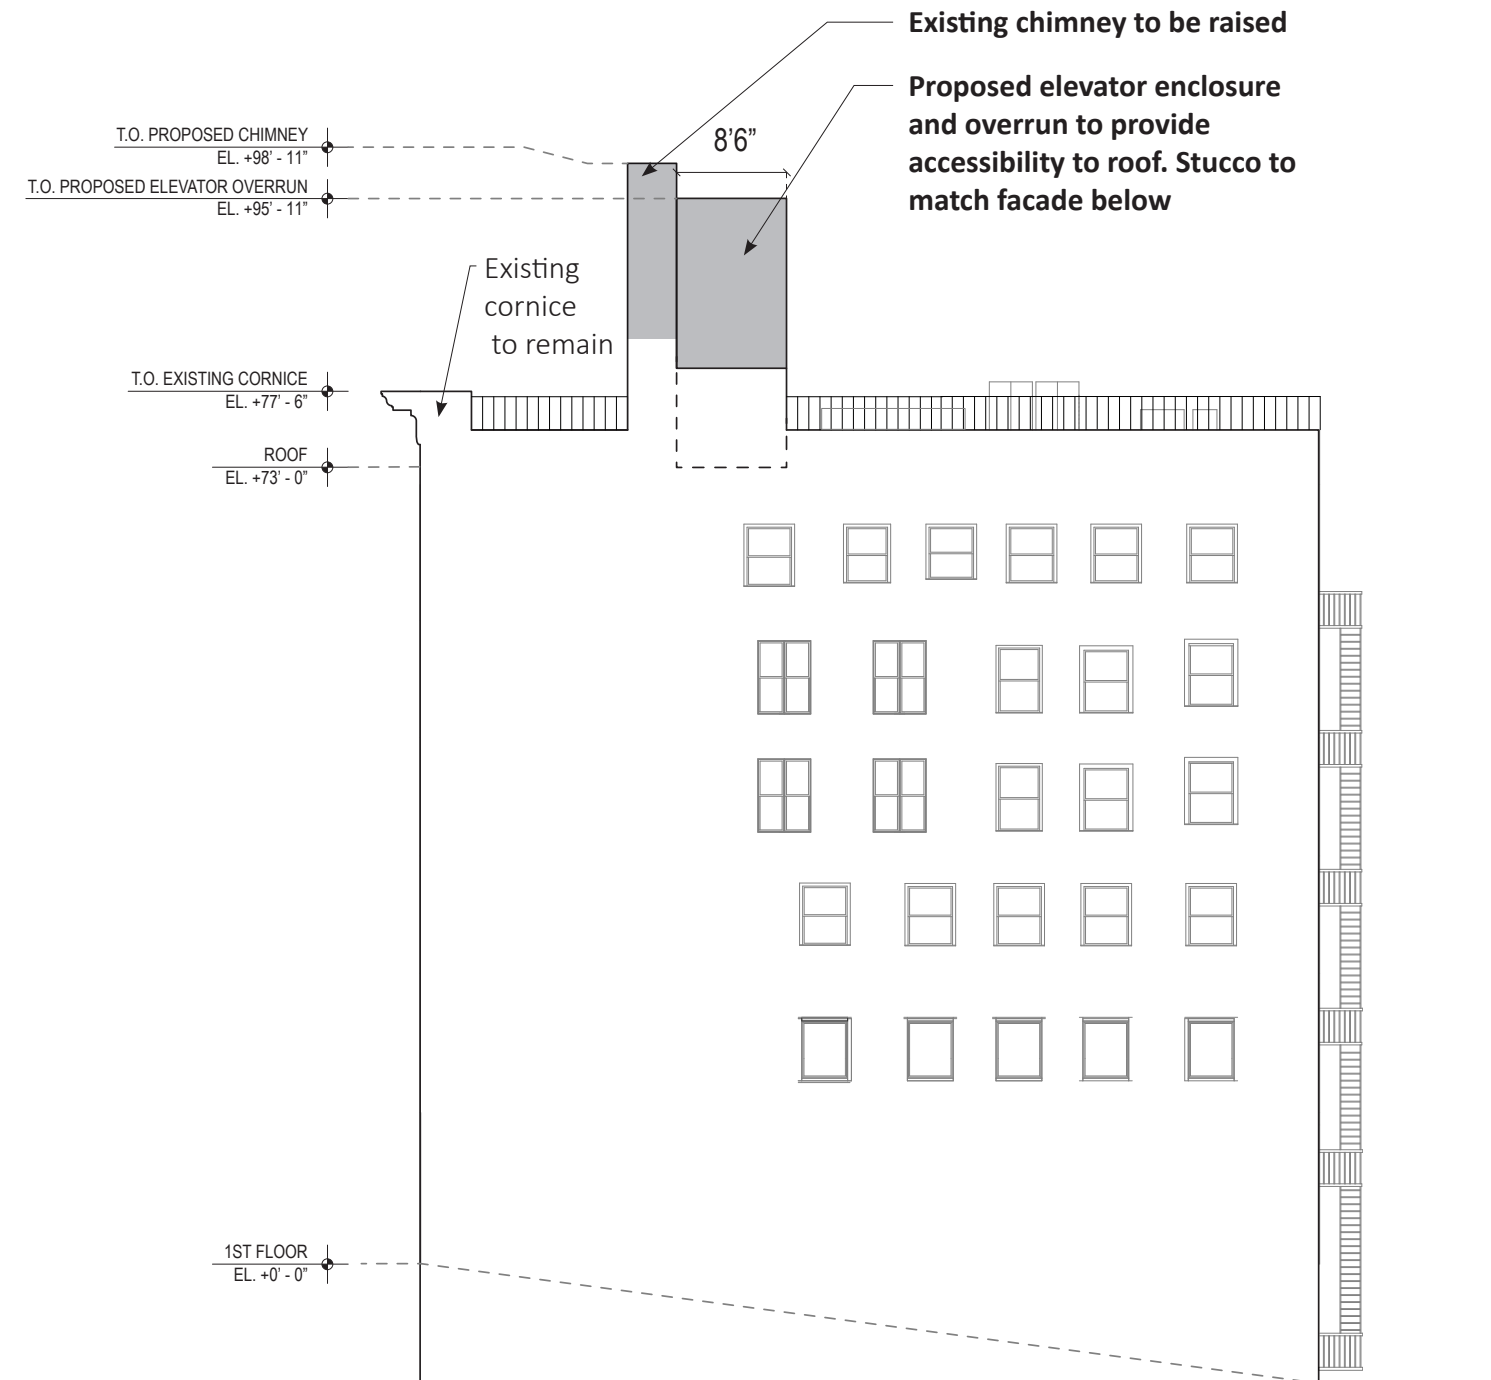 Existing chimney to be raised
Proposed elevator enclosure
and overrun to provide
accessibility to roof. Stucco to
match facade below
8’6”
T.O. PROPOSED CHIMNEY
EL. +98’ - 11”
T.O. PROPOSED ELEVATOR OVERRUN
EL. +95’ - 11”
Existing
cornice
to remain
T.O. EXISTING CORNICE
EL. +77’ - 6”
ROOF
EL. +73’ - 0”
1ST FLOOR
EL. +0’ - 0”